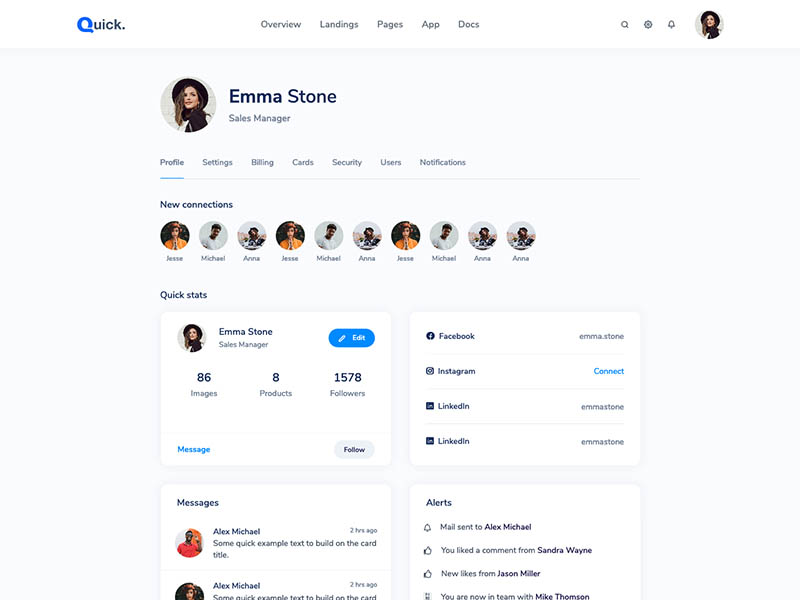 Quick.
Overview Landings Pages App Docs
Emma Stone
Sales Manager
Profile Settings Billing Cards Security Users Notifications
New connections
Jesse Michael Anna Jesse Michael Anna Jesse Michael Anna Anna
Quick stats
Emma Stone
Sales Manager
Edit
86 8 1578
Images Products Followers
Message Follow
Facebook emma.stone
Instagram Connect
LinkedIn emmastone
LinkedIn emmastone
Messages
Alex Michael 2 hrs ago
Some quick example text to build on the card
title.
Alex Michael 2 hrs ago
Some quick example text to build on the card
Alerts
Mail sent to Alex Michael
You liked a comment from Sandra Wayne
New likes from Jason Miller
You are now in team with Mike Thomson